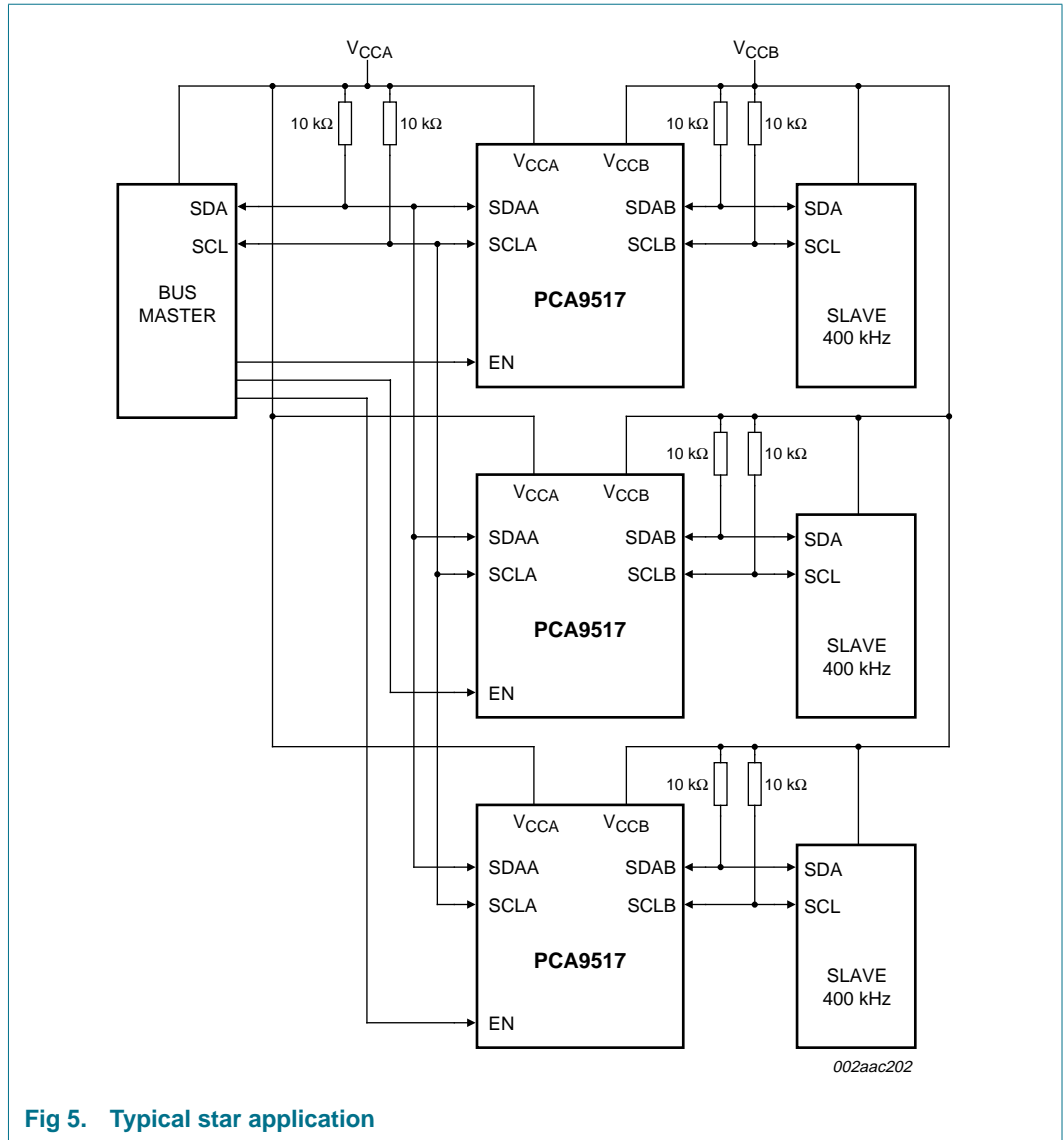 VCCA VCCB
10 kΩ 10 kΩ 10 kΩ 10 kΩ
VCCA VCCB
SDA SDAA SDAB SDA
SCL SCLA SCLB SCL
BUS
MASTER
PCA9517
SLAVE
400 kHz
EN
10 kΩ 10 kΩ
VCCA VCCB
SDAA SDAB SDA
SCLA SCLB SCL
PCA9517
SLAVE
400 kHz
EN
10 kΩ 10 kΩ
VCCA VCCB
SDAA SDAB SDA
SCLA SCLB SCL
PCA9517
SLAVE
400 kHz
EN
002aac202
Fig 5. Typical star application